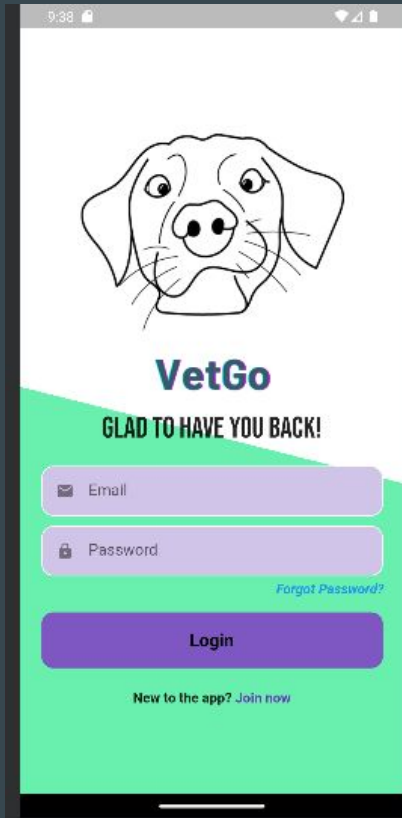 9:38
VetGo
GLAD TO HAVE YOU BACK!
Email
Password
Forgot Password?
Login
New to the app? Join now